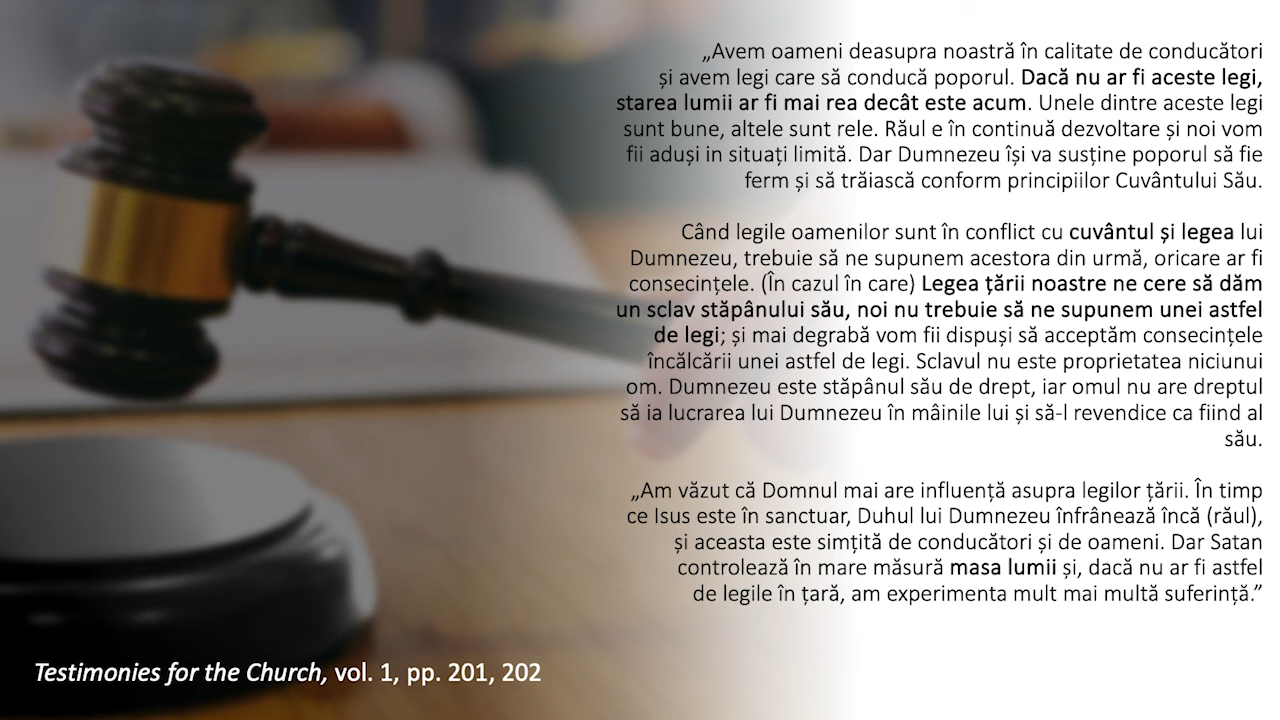 „Avem oameni deasupra noastră în calitate de conducători
și avem legi care să conducă poporul. Dacă nu ar fi aceste legi,
starea lumii ar fi mai rea decât este acum. Unele dintre aceste legi
sunt bune, altele sunt rele. Răul e în continuă dezvoltare și noi vom
fii aduși in situați limită. Dar Dumnezeu își va susține poporul să fie
ferm și să trăiască conform principiilor Cuvântului Său.
Când legile oamenilor sunt în conflict cu cuvântul și legea lui
Dumnezeu, trebuie să ne supunem acestora din urmă, oricare ar fi
consecințele. (În cazul în care) Legea țării noastre ne cere să dăm
un sclav stăpânului său, noi nu trebuie să ne supunem unei astfel
de legi; și mai degrabă vom fii dispuși să acceptăm consecințele
încălcării unei astfel de legi. Sclavul nu este proprietatea niciunui
om. Dumnezeu este stăpânul său de drept, iar omul nu are dreptul
să ia lucrarea lui Dumnezeu în mâinile lui și să-l revendice ca fiind al
său.
„Am văzut că Domnul mai are influență asupra legilor țării. În timp
ce Isus este în sanctuar, Duhul lui Dumnezeu înfrânează încă (răul),
și aceasta este simțită de conducători și de oameni. Dar Satan
controlează în mare măsură masa lumii și, dacă nu ar fi astfel
de legile în țară, am experimenta mult mai multă suferință.”
Testimonies for the Church, vol. 1, pp. 201, 202